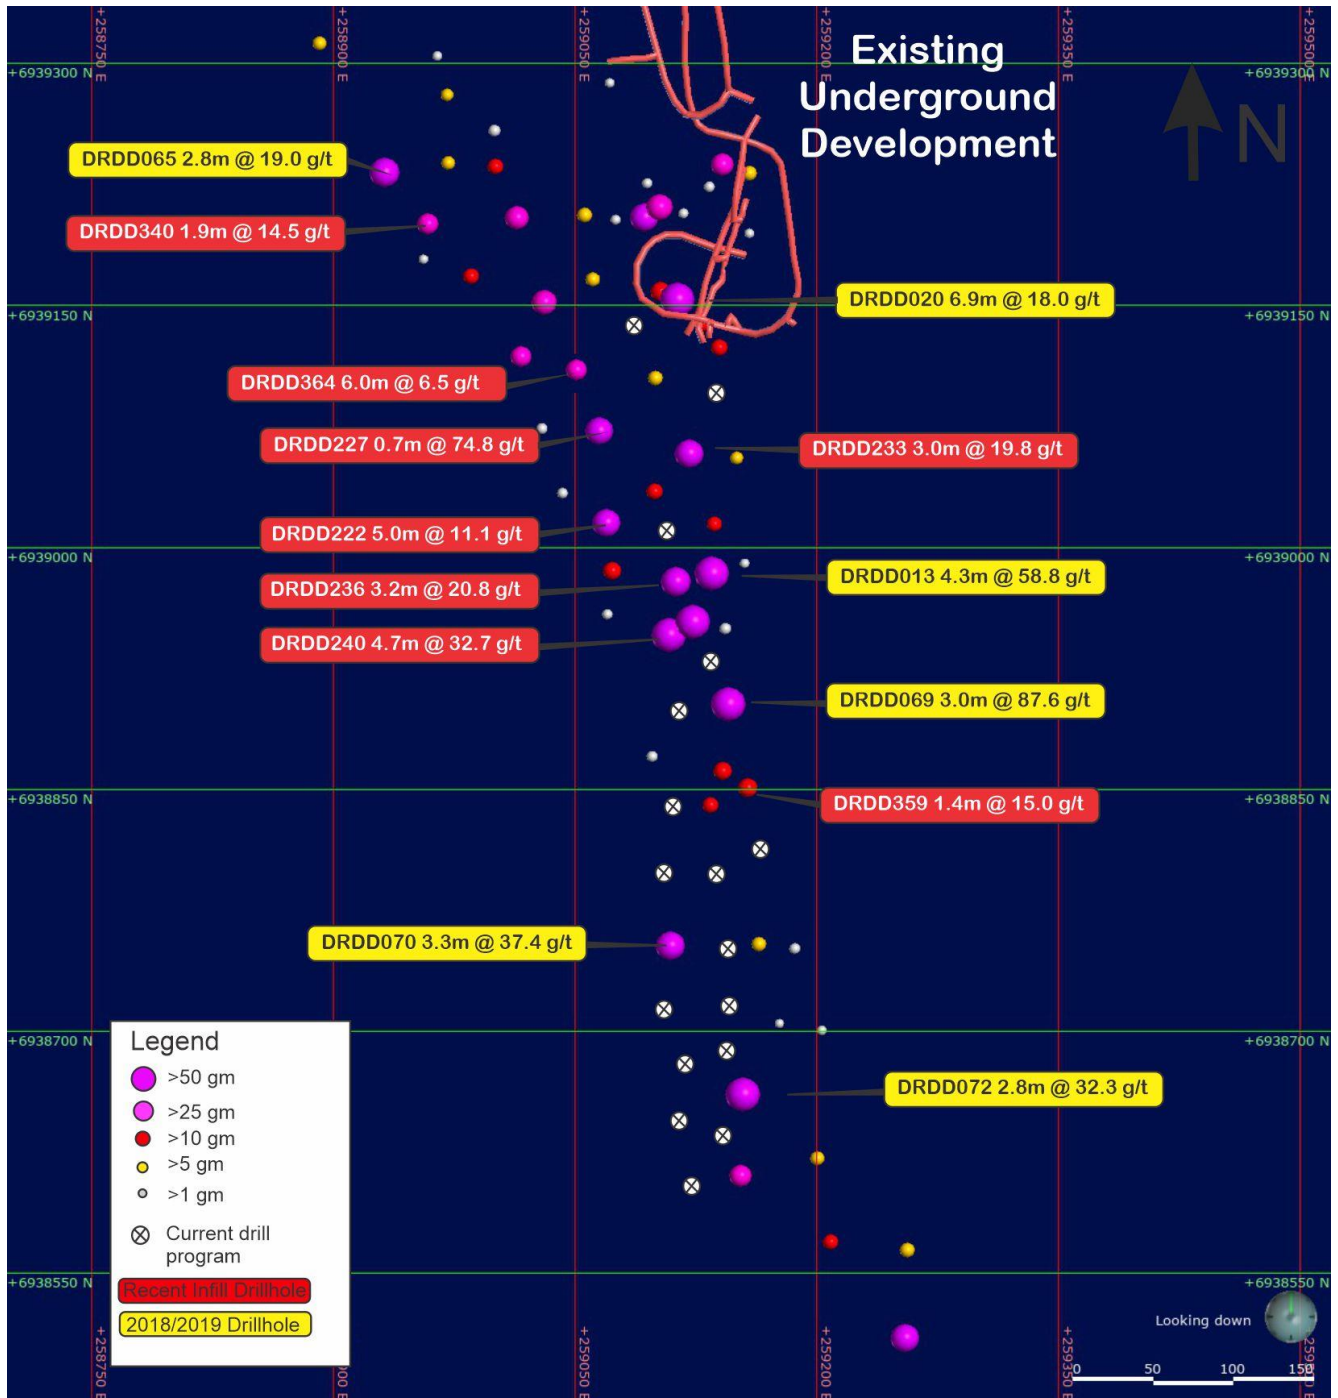 +258750 E
+258900 E
+259050 E
+259200 E
+259350 E
+259500 E
Existing
Underground
Development
+6939300 N
+6939300 N
N
DRDD065 2.8m @ 19.0 g/t
DRDD340 1.9m @ 14.5 g/t
DRDD020 6.9m @ 18.0 g/t
+6939150 N
+6939150 N
DRDD364 6.0m @ 6.5 g/t
DRDD227 0.7m @ 74.8 g/t
DRDD233 3.0m @ 19.8 g/t
DRDD222 5.0m @ 11.1 g/t
+6939000 N
+6939000 N
DRDD236 3.2m @ 20.8 g/t
DRDD013 4.3m @ 58.8 g/t
DRDD240 4.7m @ 32.7 g/t
DRDD069 3.0m @ 87.6 g/t
+6938850 N
+6938850 N
DRDD359 1.4m @ 15.0 g/t
DRDD070 3.3m @ 37.4 g/t
+6938700 N
+6938700 N
DRDD072 2.8m @ 32.3 g/t
Legend
>50 gm
>25 gm
>10 gm
>5 gm
>1 gm
Current drill
program
Recent Infill Drillhole
2018/2019 Drillhole
+6938550 N
+6938550 N
Looking down
0 50 100 150
+258750 E
+259050 E
+259200 E
+259350 E